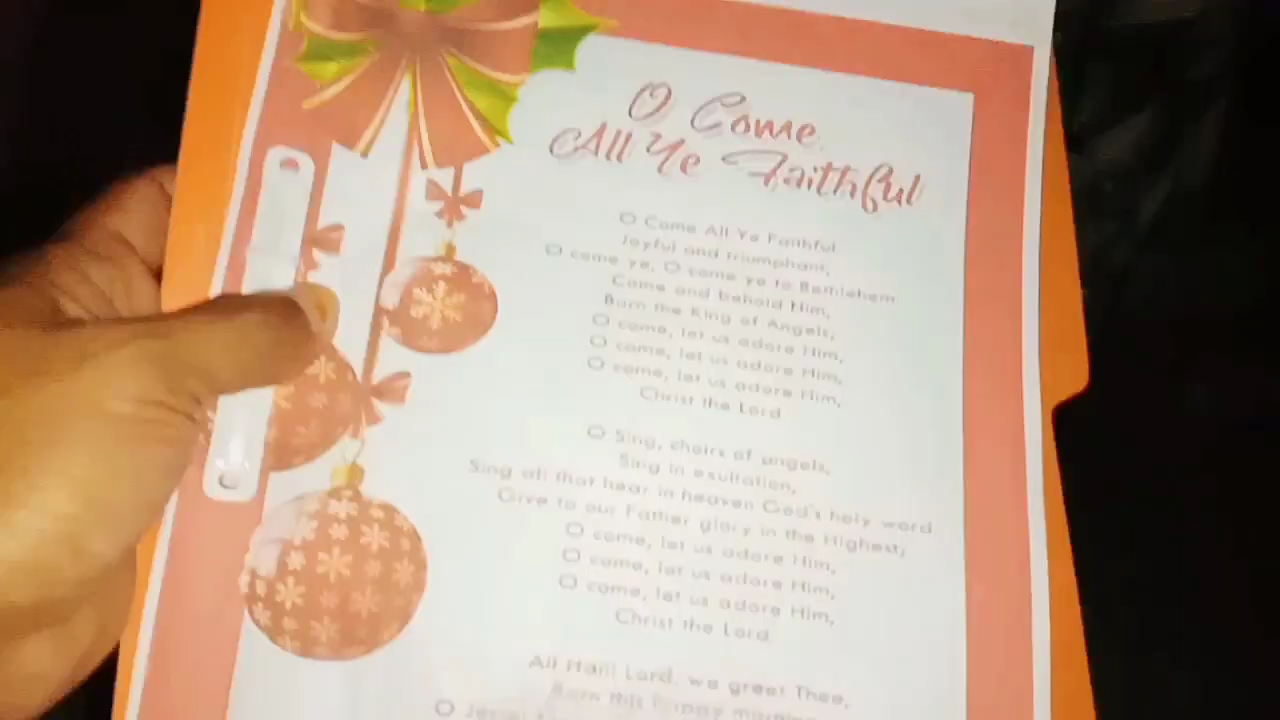 O Come
All Ye Faithful
O Come All Ye Faithful
Joyful and triumphant,
O come ye, O come ye to Bethlehem
Come and behold Him,
Born the King of Angels;
O come, let us adore Him,
O come, let us adore Him,
O come, let us adore Him,
Christ the Lord
O Sing, choirs of angels,
Sing in exultation,
Sing all that hear in heaven God's holy word
Give to our Father glory in the Highest;
O come, let us adore Him,
O come, let us adore Him,
O come, let us adore Him,
Christ the Lord
All Hail! Lord, we greet Thee,
Born this happy
O